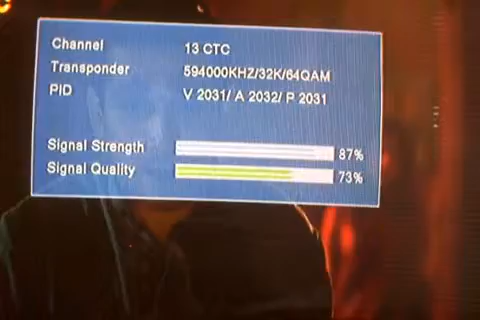 Channel 13 CTC
Transponder 594000KHZ/32K/64QAM
PID V 2031/ A 2032/ P 2031
Signal Strength 87%
Signal Quality 73%